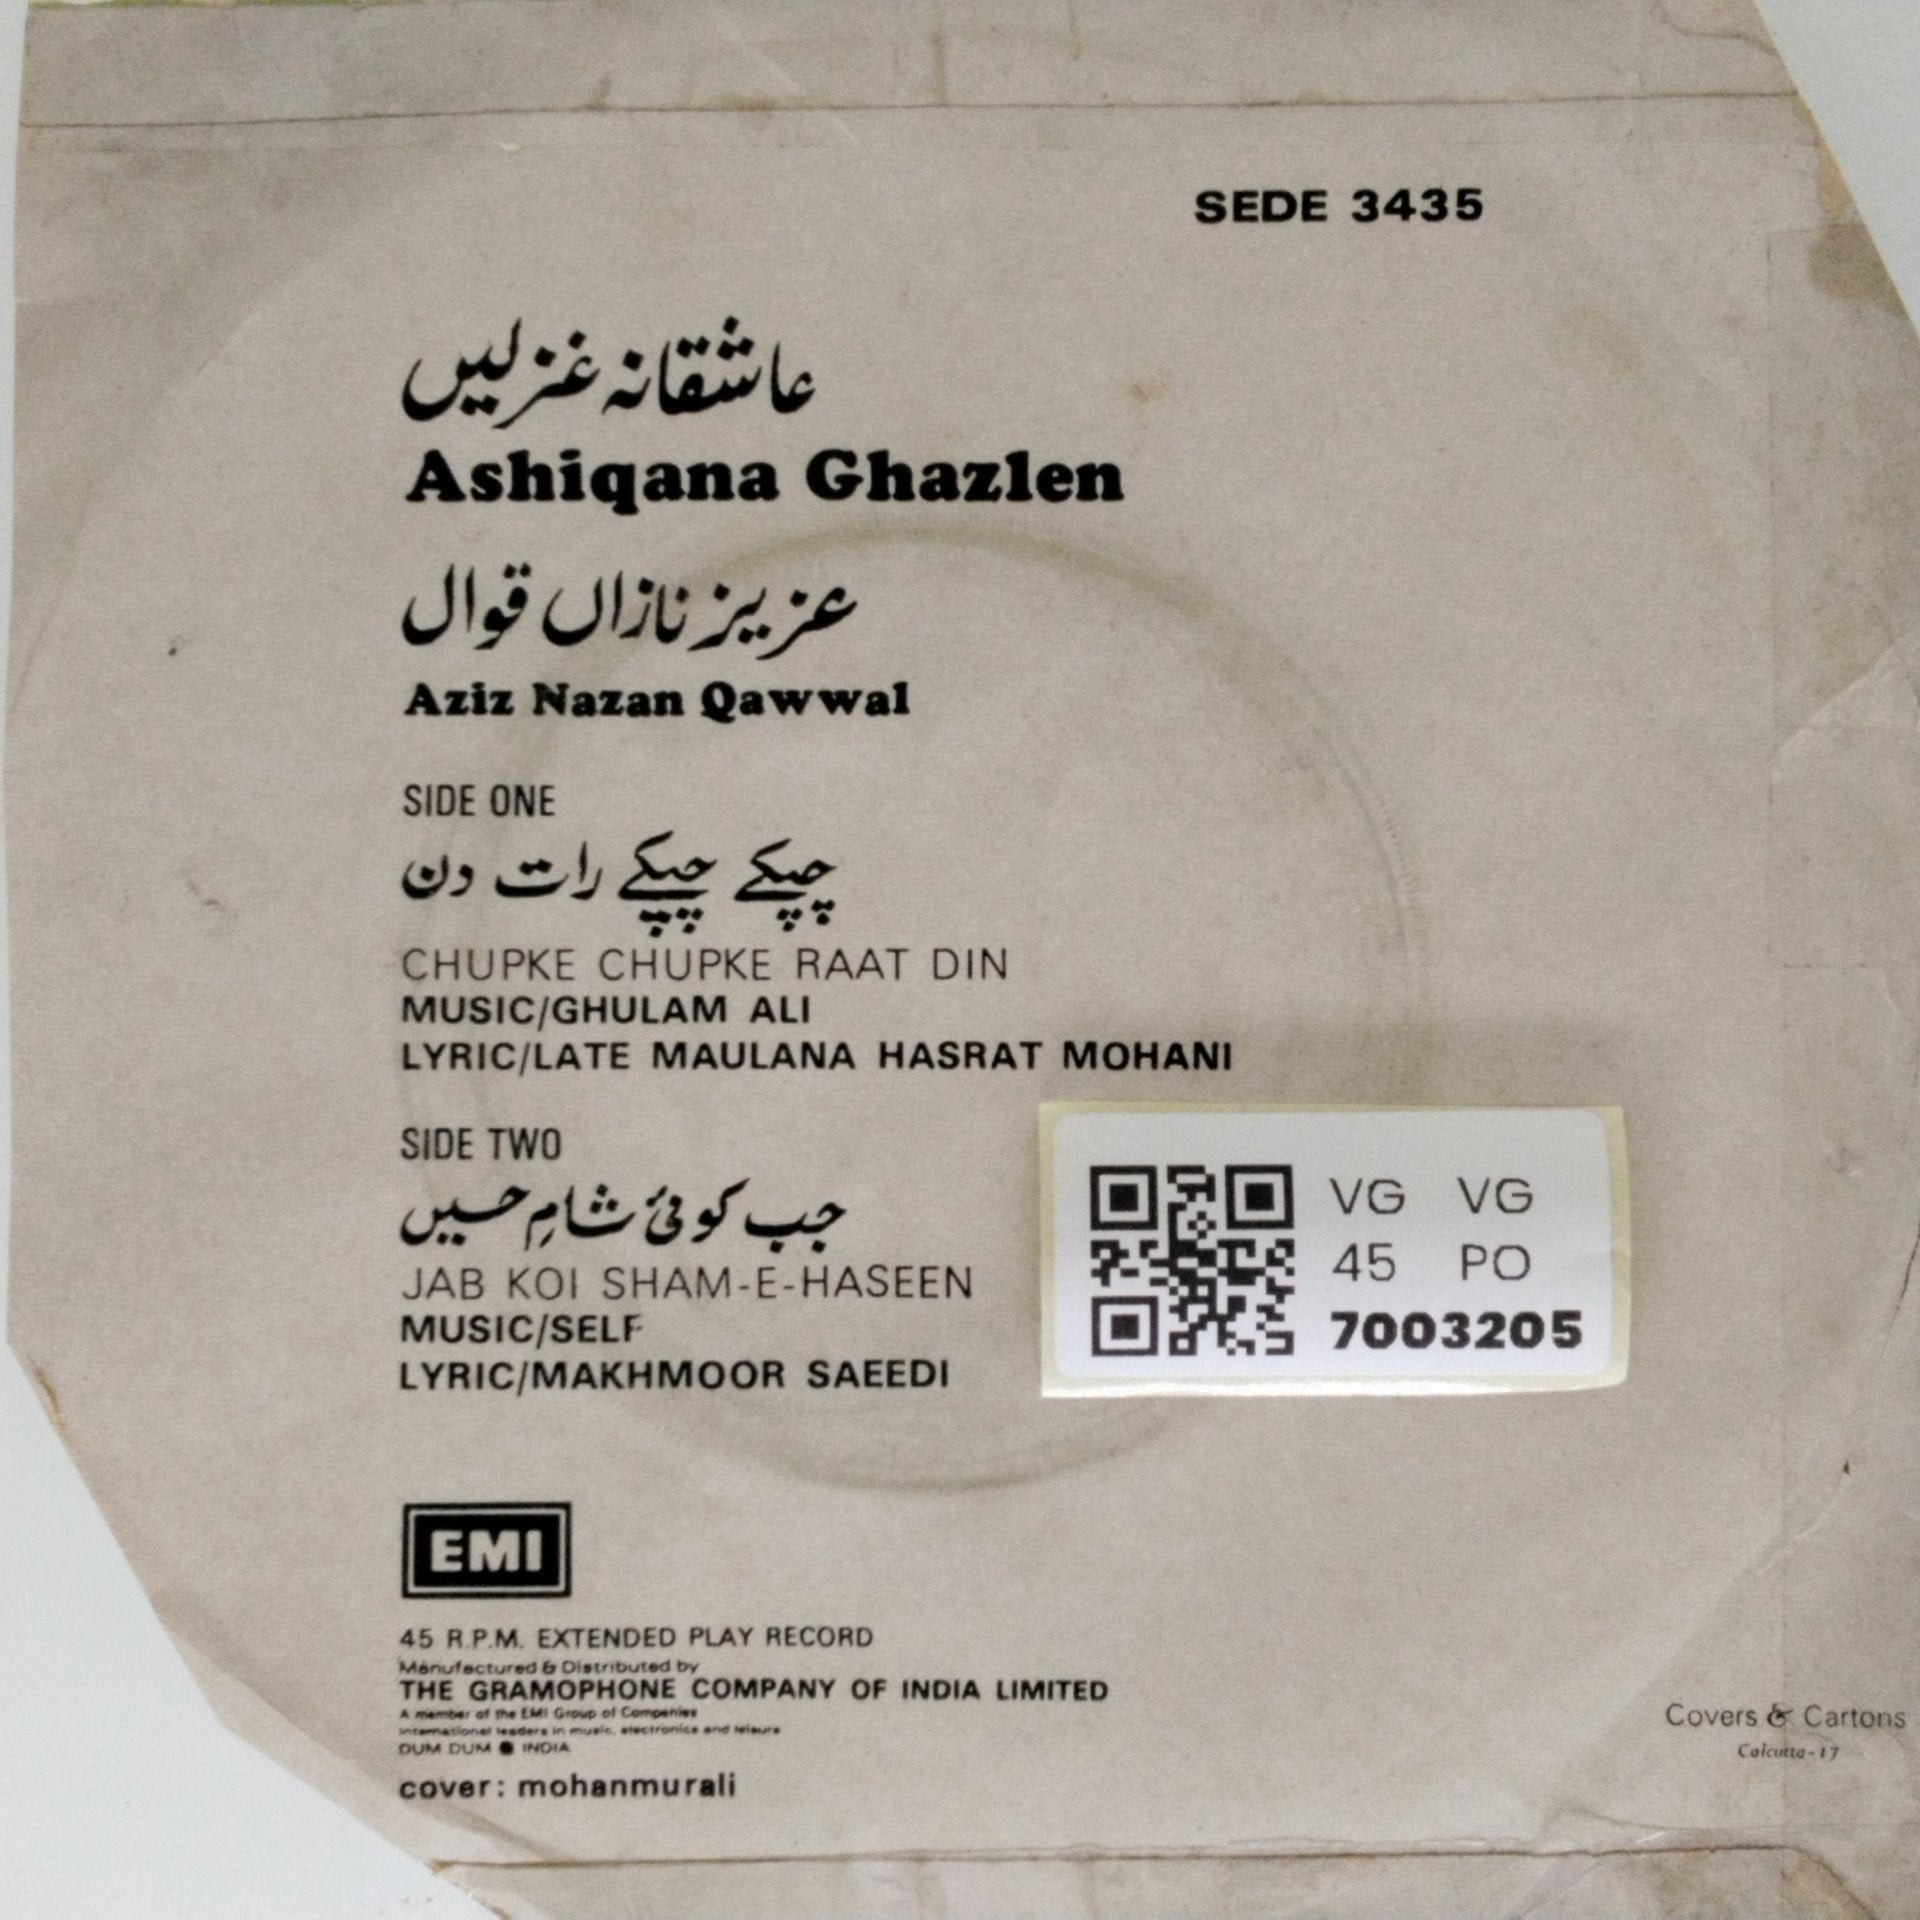 SEDE 3435
عاشقانہ غزلیں
Ashiqana Ghazlen
عزیز نازاں قوال
Aziz Nazan Qawwal
SIDE ONE
چپکے چپکے رات دن
CHUPKE CHUPKE RAAT DIN
MUSIC/GHULAM ALI
LYRIC/LATE MAULANA HASRAT MOHANI
SIDE TWO
جب کوئی شامِ حسیں
JAB KOI SHAM-E-HASEEN
MUSIC/SELF
LYRIC/MAKHMOOR SAEEDI
VG VG
45 PO
7003205
EMI
45 R.P.M. EXTENDED PLAY RECORD
Manufactured & Distributed by
THE GRAMOPHONE COMPANY OF INDIA LIMITED
A member of the EMI Group of Companies
International leaders in music, electronics and leisure
DUM DUM ● INDIA
cover: mohanmurali
Covers & Cartons
Calcutta-17